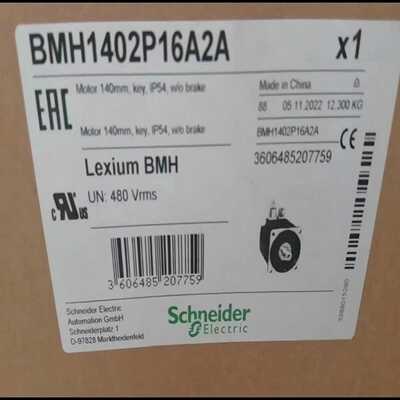 BMH1402P16A2A x1
Motor 140mm, key, IP54, w/o brake
Made in China
88 05.11.2022 12.300 KG
EAC
Motor 140mm, key, IP54, w/o brake
BMH1402P16A2A
CE
Lexium BMH
3606485207759
UN: 480 Vrms
c RU us
3 606485 207759
Schneider Electric
Automation GmbH
Schneiderplatz 1
D-97828 Marktheidenfeld
Schneider
Electric